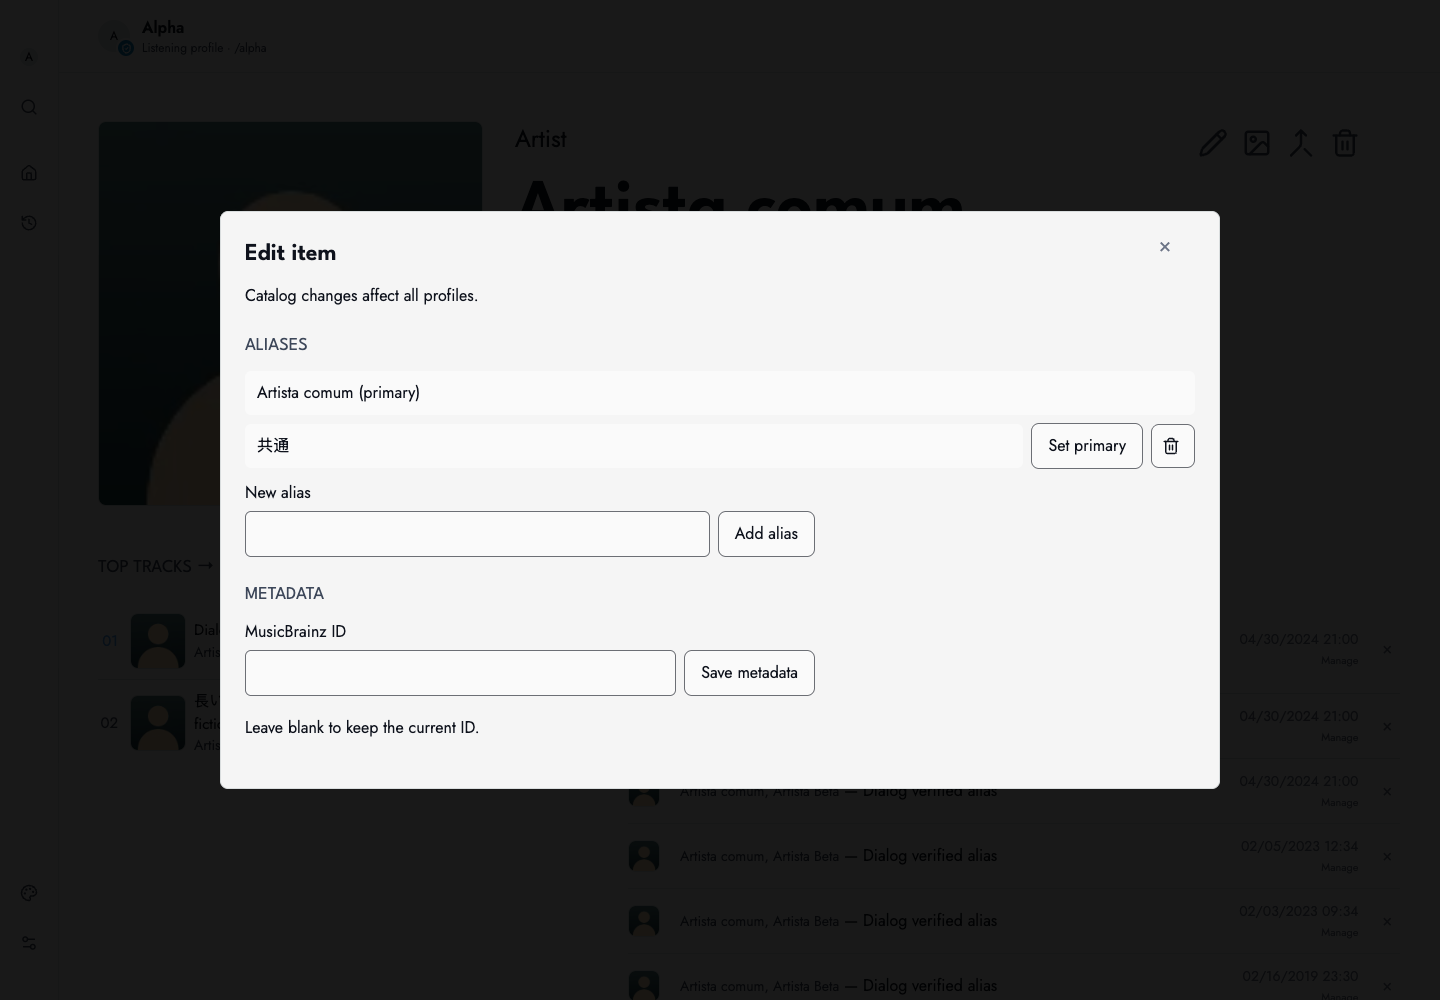 A
Alpha
Listening profile · /alpha
A
Artist
Artista comum
Edit item
×
Catalog changes affect all profiles.
ALIASES
Artista comum (primary)
共通
Set primary
New alias
Add alias
METADATA
MusicBrainz ID
Save metadata
Leave blank to keep the current ID.
TOP TRACKS →
01
02
04/30/2024 21:00
Manage
×
04/30/2024 21:00
Manage
×
Artista comum, Artista Beta — Dialog verified alias
04/30/2024 21:00
Manage
×
Artista comum, Artista Beta — Dialog verified alias
02/05/2023 12:34
Manage
×
Artista comum, Artista Beta — Dialog verified alias
02/03/2023 09:34
Manage
×
Artista comum, Artista Beta — Dialog verified alias
02/16/2019 23:30
Manage
×